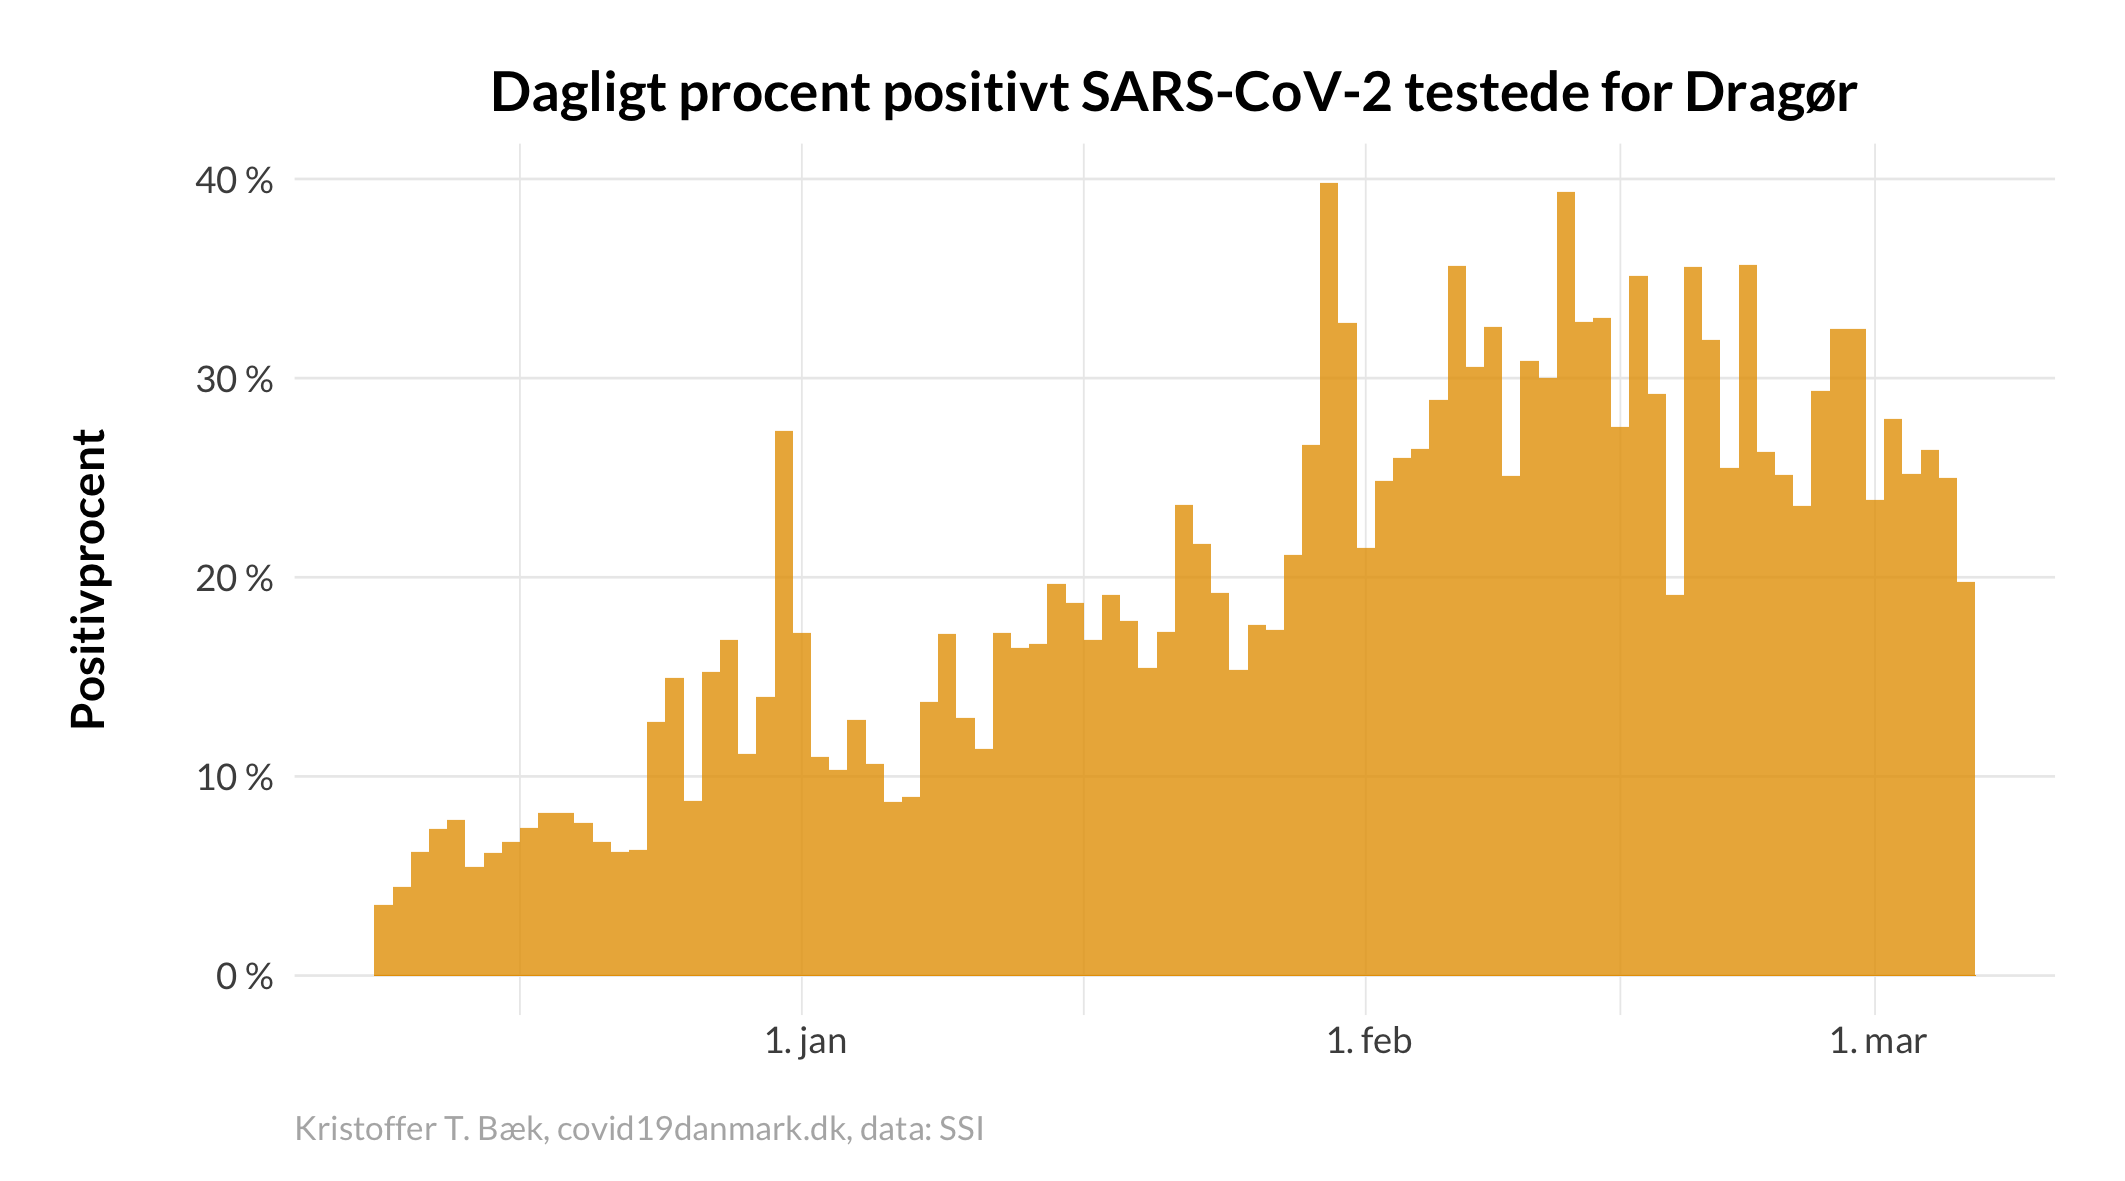 Dagligt procent positivt SARS-CoV-2 testede for Dragør
Positivprocent
40 %
30 %
20 %
10 %
0 %
1. jan
1. feb
1. mar
Kristoffer T. Bæk, covid19danmark.dk, data: SSI